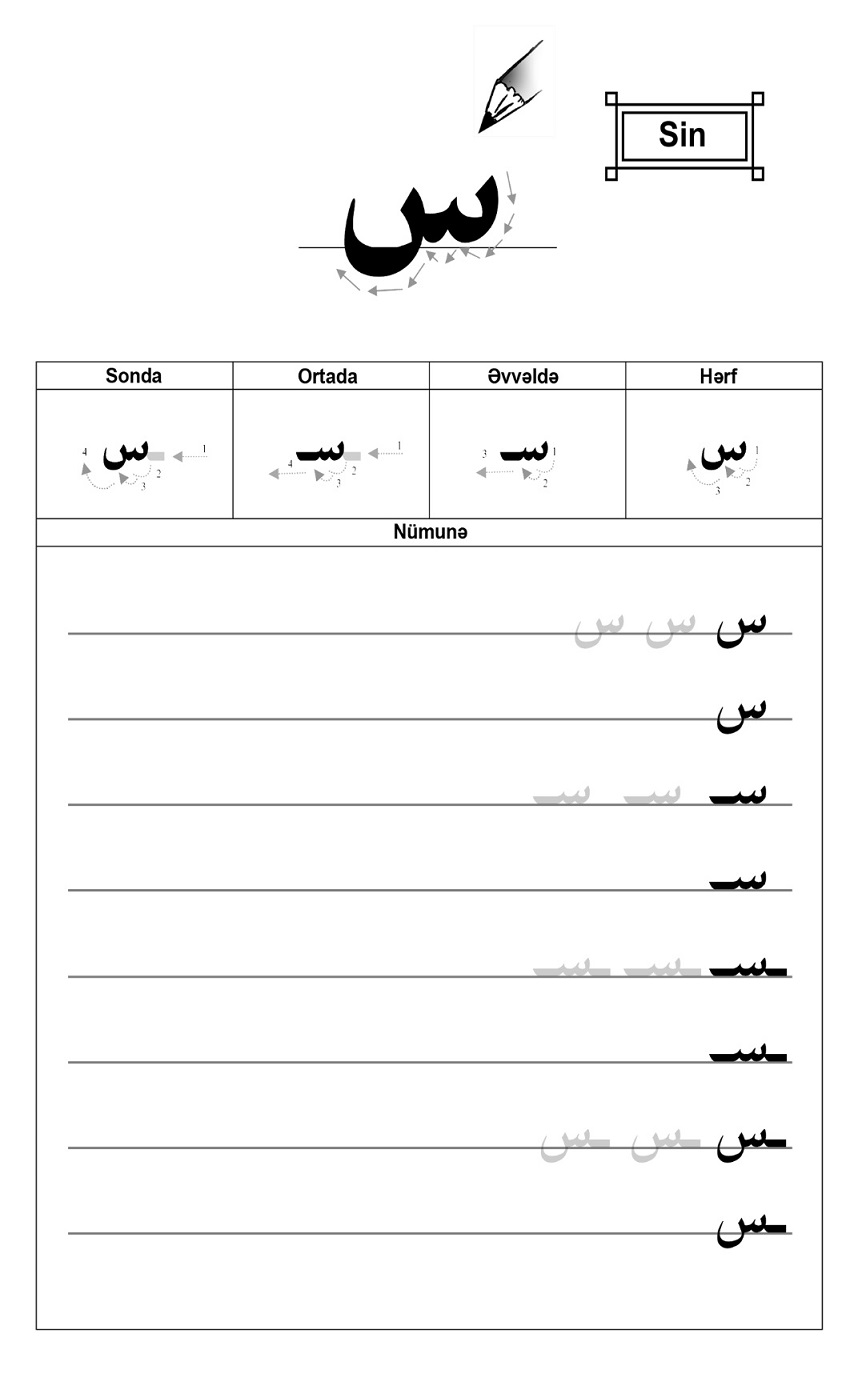 Sin
س
Sonda Ortada Əvvəldə Hərf
4 س 1 2 3
4 ـسـ 1 2 3
3 سـ 1 2
س 1 2 3
Nümunə
س س س
س
سـ سـ سـ
سـ
ـسـ ـسـ ـسـ
ـسـ
ـس ـس ـس
ـس